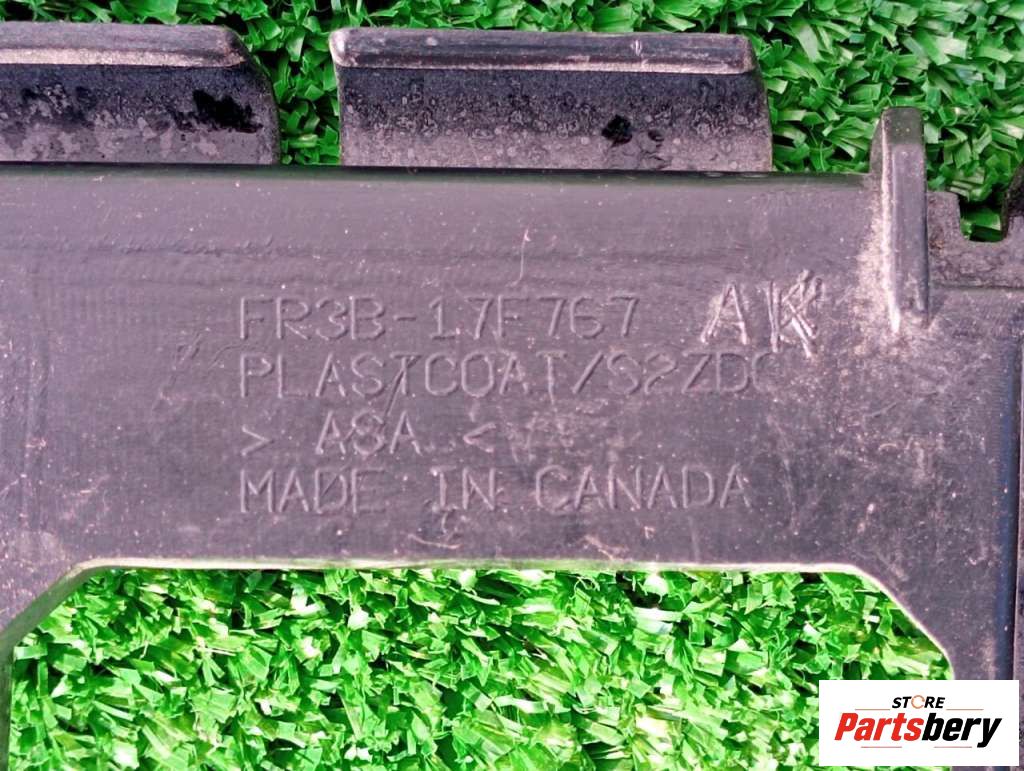 FR3B-17F767 AK
PLASTCOAT/S2ZDC
> ASA <
MADE IN CANADA
STORE
Partsbery